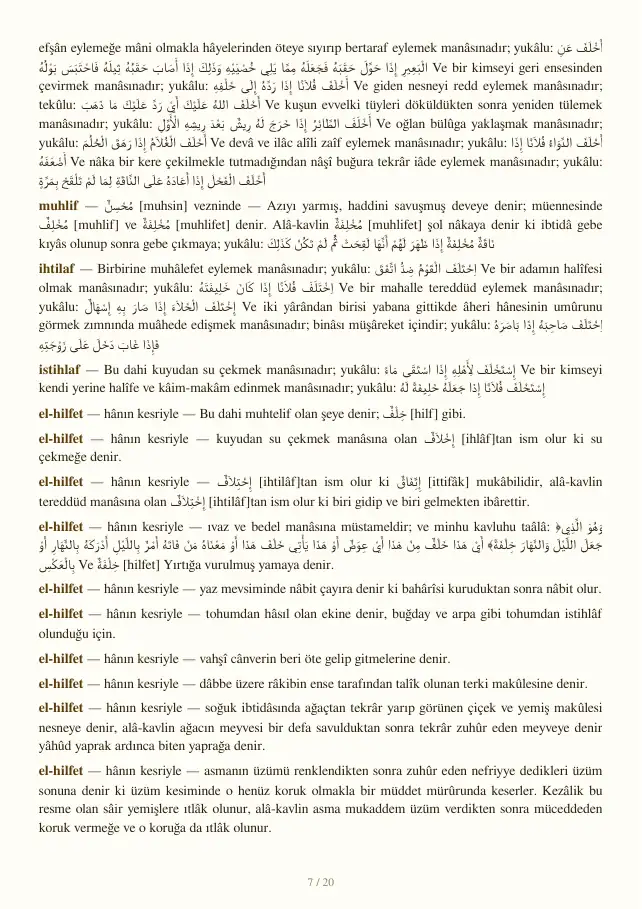 efşân eylemeğe mâni olmakla hâyelerinden öteye sıyırıp bertaraf eylemek manâsınadır; yukâlu: أَخْلَفَ عَنِ
الْبَعِيرِ إِذَا حَوَّلَ حَقَبَهُ فَجَعَلَهُ مِمَّا يَلِي خُصْيَيْهِ وَذَلِكَ إِذَا أَصَابَ حَقَبُهُ ثِيلَهُ فَاحْتَبَسَ بَوْلُهُ Ve bir kimseyi geri ensesinden
çevirmek manâsınadır; yukâlu: أَخْلَفَ فُلَانًا إِذَا رَدَّهُ إِلَى خَلْفِهِ Ve giden nesneyi redd eylemek manâsınadır;
tekûlu: أَخْلَفَ اللهُ عَلَيْكَ أَيْ رَدَّ عَلَيْكَ مَا ذَهَبَ Ve kuşun evvelki tüyleri döküldükten sonra yeniden tülemek
manâsınadır; yukâlu: أَخْلَفَ الطَّائِرُ إِذَا خَرَجَ لَهُ رِيشٌ بَعْدَ رِيشِهِ الْأَوَّلِ Ve oğlan bülûga yaklaşmak manâsınadır;
yukâlu: أَخْلَفَ الْغُلَامُ إِذَا رَهَقَ الْحُلُمَ Ve devâ ve ilâc alîli zaîf eylemek manâsınadır; yukâlu: أَخْلَفَ الدَّوَاءُ فُلَانًا إِذَا
أَضْعَفَهُ Ve nâka bir kere çekilmekle tutmadığından nâşî buğura tekrâr iâde eylemek manâsınadır; yukâlu:
أَخْلَفَ الْفَحْلَ إِذَا أَعَادَهُ عَلَى النَّاقَةِ لِمَا لَمْ تَلْقَحْ بِمَرَّةٍ
muhlif — مُحْسِنٌ [muhsin] vezninde — Azıyı yarmış, haddini savuşmuş deveye denir; müennesinde
مُخْلِفٌ [muhlif] ve مُخْلِفَةٌ [muhlifet] denir. Alâ-kavlin مُخْلِفَةٌ [muhlifet] şol nâkaya denir ki ibtidâ gebe
kıyâs olunup sonra gebe çıkmaya; yukâlu: نَاقَةٌ مُخْلِفَةٌ إِذَا ظَهَرَ لَهُمْ أَنَّهَا لَقِحَتْ ثُمَّ لَمْ تَكُنْ كَذَلِكَ
ihtilaf — Birbirine muhâlefet eylemek manâsınadır; yukâlu: اِخْتَلَفَ الْقَوْمُ ضِدُّ اتَّفَقَ Ve bir adamın halîfesi
olmak manâsınadır; yukâlu: اِخْتَلَفَ فُلَانًا إِذَا كَانَ خَلِيفَتَهُ Ve bir mahalle tereddüd eylemek manâsınadır;
yukâlu: اِخْتَلَفَ إِلَى الْخَلَاءِ إِذَا صَارَ بِهِ إِسْهَالٌ Ve iki yârândan birisi yabana gittikde âheri hânesinin umûrunu
görmek zımnında muâhede edişmek manâsınadır; binâsı müşâreket içindir; yukâlu: اِخْتَلَفَ صَاحِبَهُ إِذَا بَاصَرَهُ
فَإِذَا غَابَ دَخَلَ عَلَى زَوْجَتِهِ
istihlaf — Bu dahi kuyudan su çekmek manâsınadır; yukâlu: اِسْتَخْلَفَ لِأَهْلِهِ إِذَا اسْتَقَى مَاءً Ve bir kimseyi
kendi yerine halîfe ve kâim-makâm edinmek manâsınadır; yukâlu: اِسْتَخْلَفَ فُلَانًا إِذَا جَعَلَهُ خَلِيفَةً لَهُ
el-hilfet — hânın kesriyle — Bu dahi muhtelif olan şeye denir; خِلْفٌ [hilf] gibi.
el-hilfet — hânın kesriyle — kuyudan su çekmek manâsına olan إِخْلَافٌ [ihlâf]tan ism olur ki su
çekmeğe denir.
el-hilfet — hânın kesriyle — اِخْتِلَافٌ [ihtilâf]tan ism olur ki اِتِّفَاقٌ [ittifâk] mukâbilidir, alâ-kavlin
tereddüd manâsına olan اِخْتِلَافٌ [ihtilâf]tan ism olur ki biri gidip ve biri gelmekten ibârettir.
el-hilfet — hânın kesriyle — ıvaz ve bedel manâsına müstameldir; ve minhu kavluhu taâlâ: ﴿وَهُوَ الَّذِي
جَعَلَ اللَّيْلَ وَالنَّهَارَ خِلْفَةً﴾ أَيْ هَذَا خَلَفٌ مِنْ هَذَا أَيْ عِوَضٌ أَوْ هَذَا يَأْتِي خَلْفَ هَذَا أَوْ مَعْنَاهُ مَنْ فَاتَهُ أَمْرٌ بِاللَّيْلِ أَدْرَكَهُ بِالنَّهَارِ أَوْ
بِالْعَكْسِ Ve خِلْفَةٌ [hilfet] Yırtığa vurulmuş yamaya denir.
el-hilfet — hânın kesriyle — yaz mevsiminde nâbit çayıra denir ki bahârîsi kuruduktan sonra nâbit olur.
el-hilfet — hânın kesriyle — tohumdan hâsıl olan ekine denir, buğday ve arpa gibi tohumdan istihlâf
olunduğu için.
el-hilfet — hânın kesriyle — vahşî cânverin beri öte gelip gitmelerine denir.
el-hilfet — hânın kesriyle — dâbbe üzere râkibin ense tarafından talîk olunan terki makûlesine denir.
el-hilfet — hânın kesriyle — soğuk ibtidâsında ağaçtan tekrâr yarıp görünen çiçek ve yemiş makûlesi
nesneye denir, alâ-kavlin ağacın meyvesi bir defa savulduktan sonra tekrâr zuhûr eden meyveye denir
yâhûd yaprak ardınca biten yaprağa denir.
el-hilfet — hânın kesriyle — asmanın üzümü renklendikten sonra zuhûr eden nefriyye dedikleri üzüm
sonuna denir ki üzüm kesiminde o henüz koruk olmakla bir müddet mürûrunda keserler. Kezâlik bu
resme olan sâir yemişlere ıtlâk olunur, alâ-kavlin asma mukaddem üzüm verdikten sonra müceddeden
koruk vermeğe ve o koruğa da ıtlâk olunur.
7 / 20